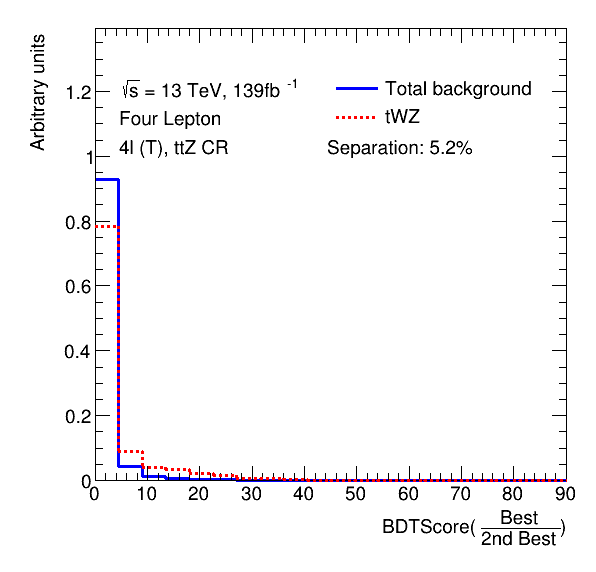 Arbitrary units
√s = 13 TeV, 139fb⁻¹
Four Lepton
4l (T), ttZ CR
Total background
tWZ
Separation: 5.2%
1.2
1
0.8
0.6
0.4
0.2
0
0 10 20 30 40 50 60 70 80 90
BDTScore(Best/2nd Best)